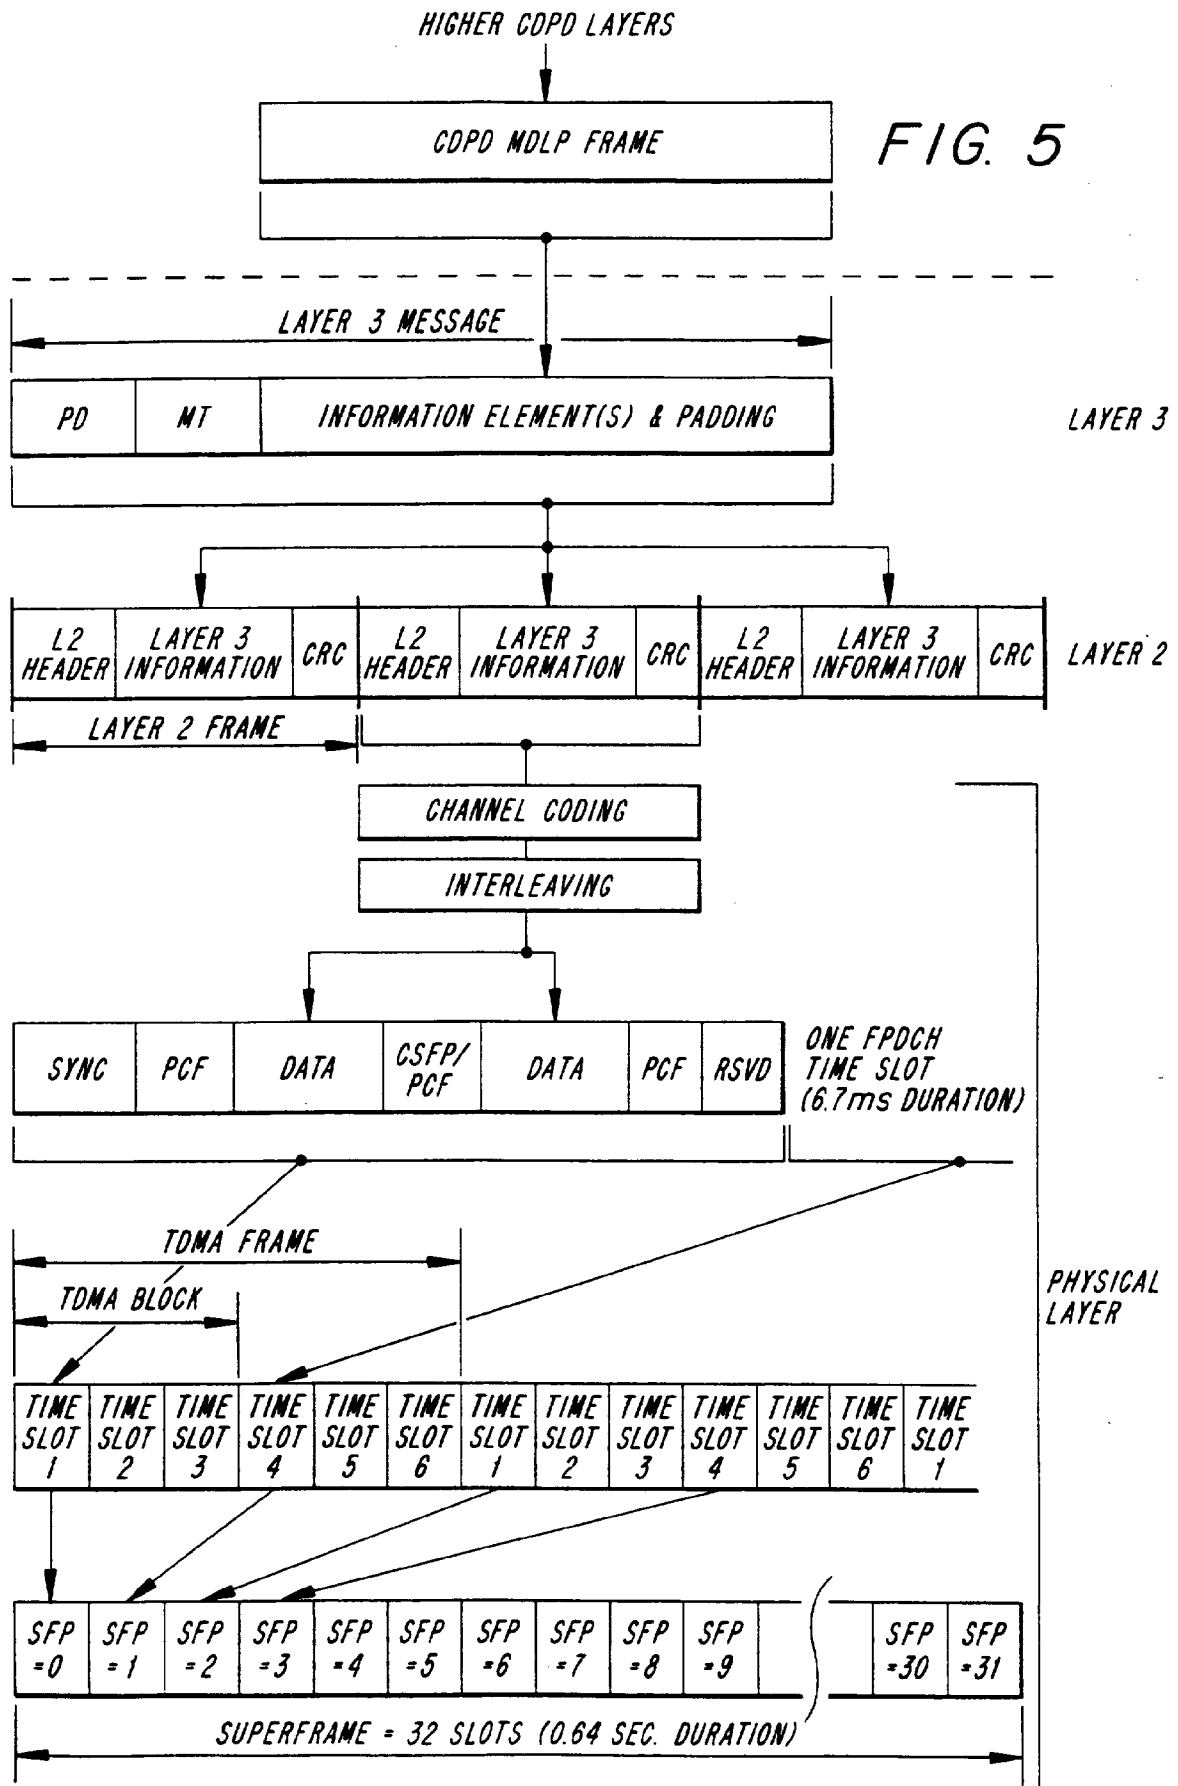 HIGHER CDPD LAYERS
CDPD MDLP FRAME
FIG. 5
LAYER 3 MESSAGE
PD
MT
INFORMATION ELEMENT(S) & PADDING
LAYER 3
L2
HEADER
LAYER 3
INFORMATION
CRC
L2
HEADER
LAYER 3
INFORMATION
CRC
L2
HEADER
LAYER 3
INFORMATION
CRC
LAYER 2
LAYER 2 FRAME
CHANNEL CODING
INTERLEAVING
SYNC
PCF
DATA
CSFP/
PCF
DATA
PCF
RSVD
ONE FPDCH
TIME SLOT
(6.7ms DURATION)
TDMA FRAME
TDMA BLOCK
PHYSICAL
LAYER
TIME
SLOT
1
TIME
SLOT
2
TIME
SLOT
3
TIME
SLOT
4
TIME
SLOT
5
TIME
SLOT
6
TIME
SLOT
1
TIME
SLOT
2
TIME
SLOT
3
TIME
SLOT
4
TIME
SLOT
5
TIME
SLOT
6
TIME
SLOT
1
SFP
=0
SFP
=1
SFP
=2
SFP
=3
SFP
=4
SFP
=5
SFP
=6
SFP
=7
SFP
=8
SFP
=9
SFP
=30
SFP
=31
SUPERFRAME = 32 SLOTS (0.64 SEC. DURATION)